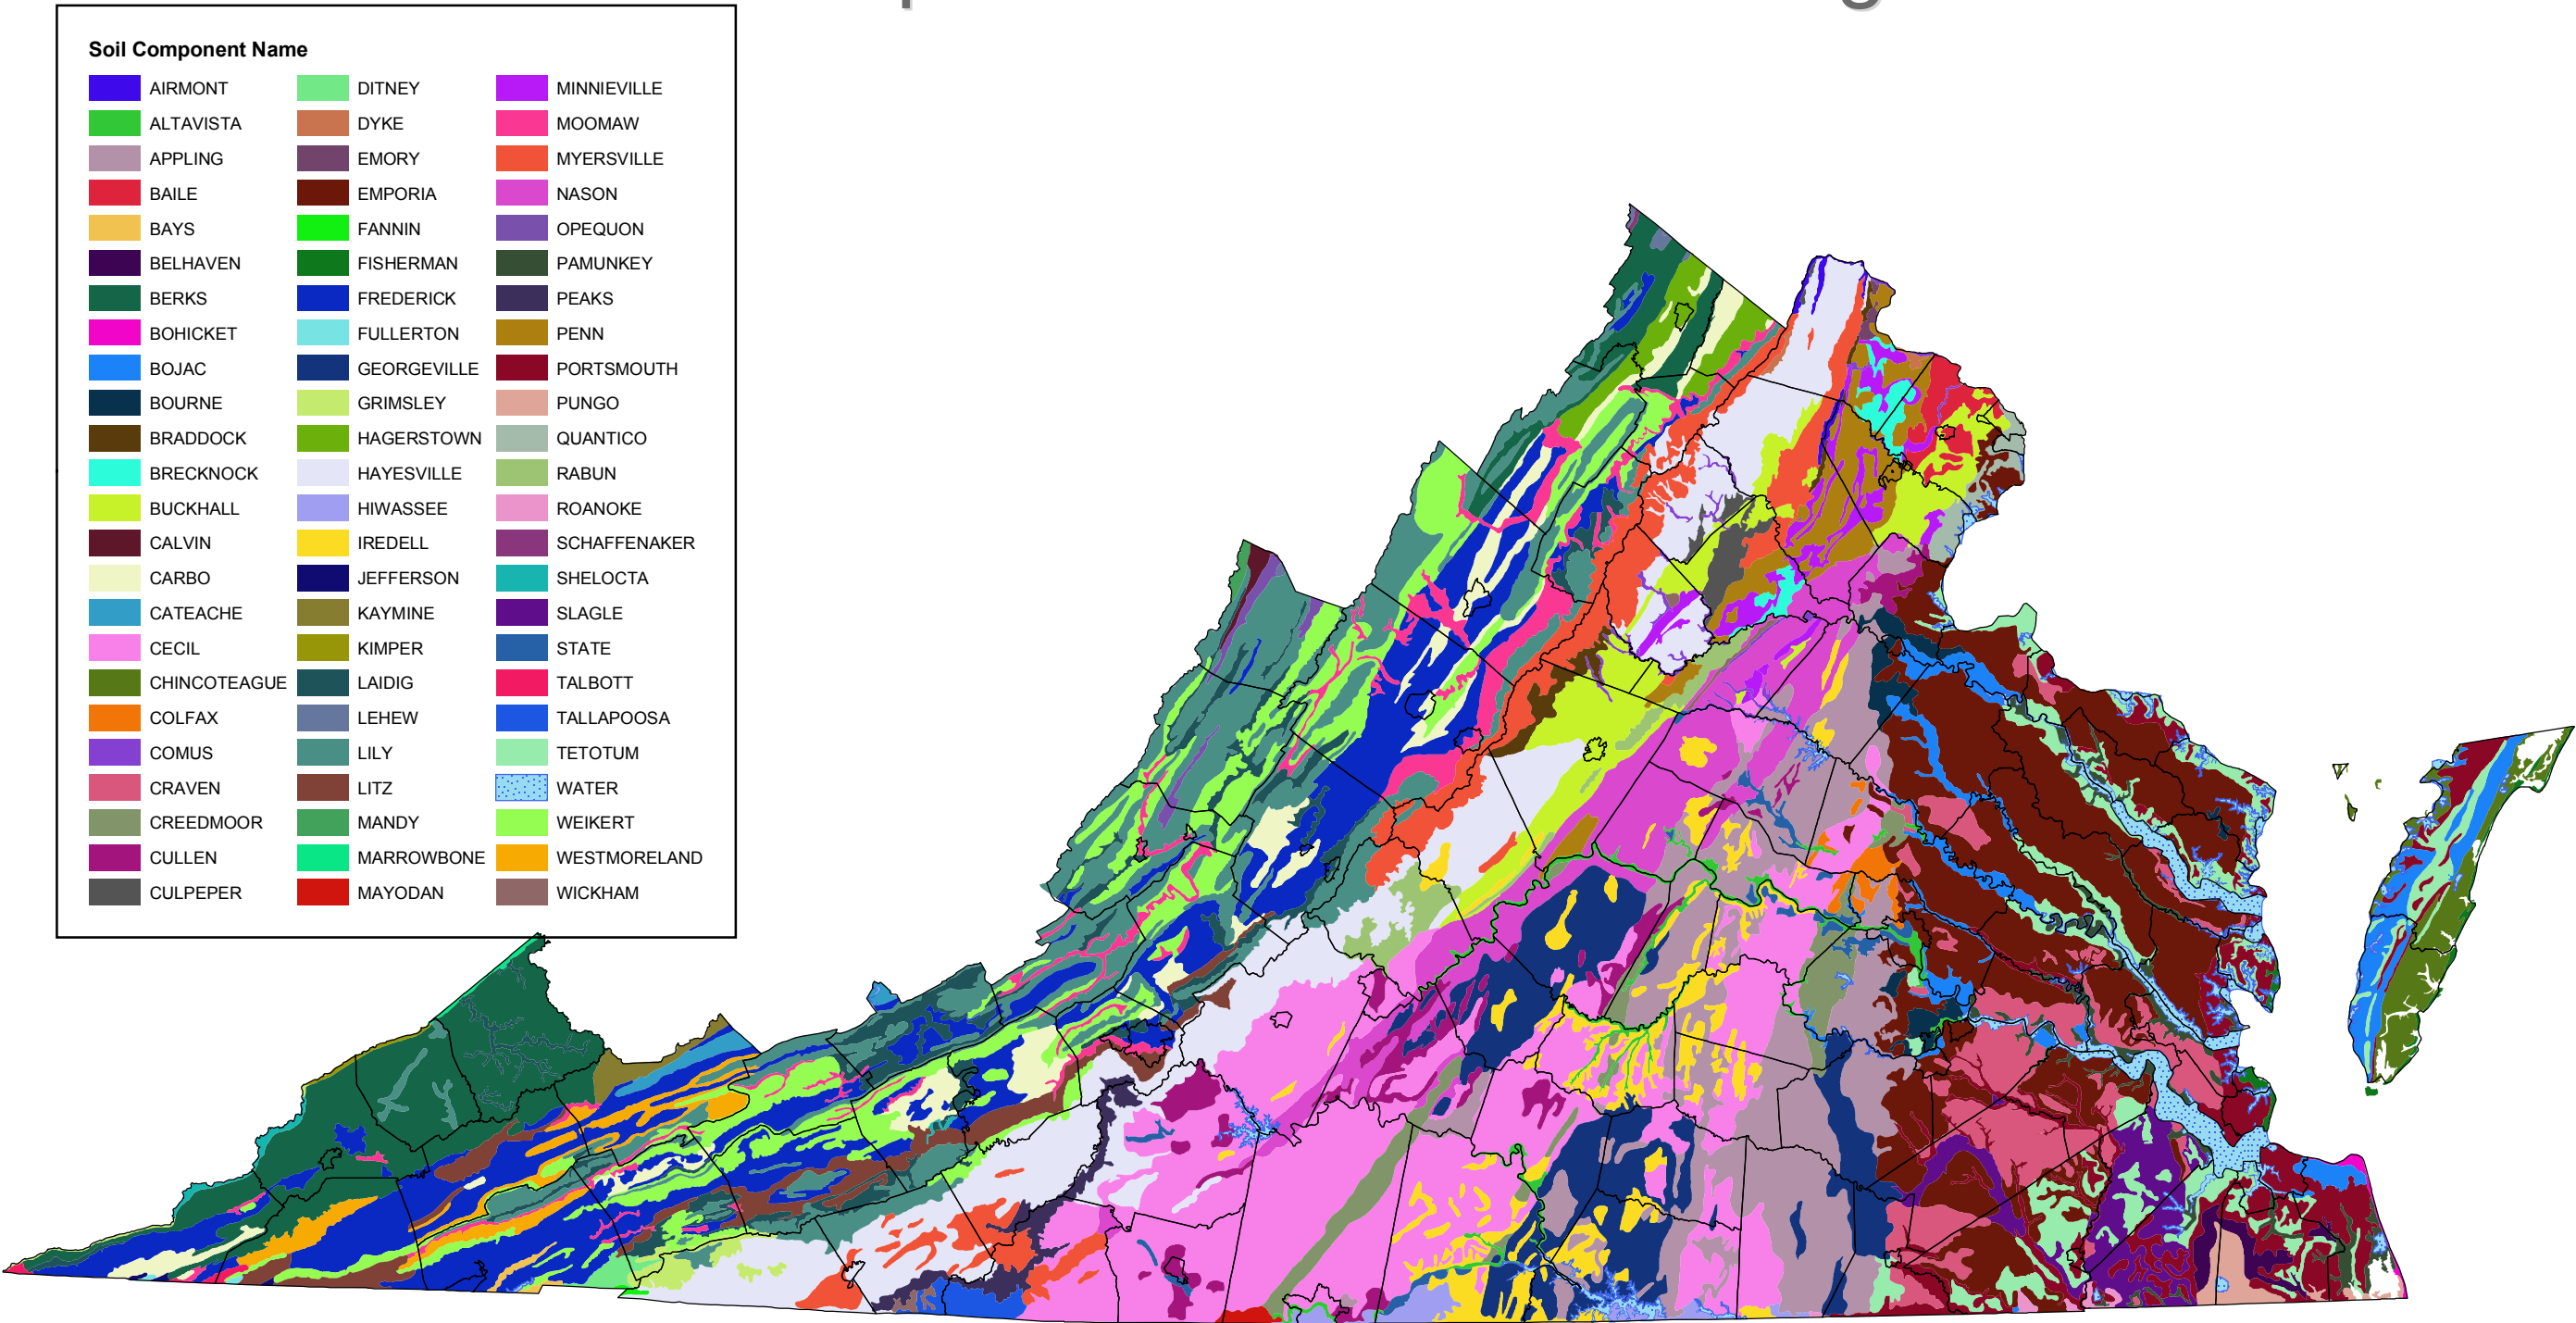 Soil Component Name
AIRMONT
ALTAVISTA
APPLING
BAILE
BAYS
BELHAVEN
BERKS
BOHICKET
BOJAC
BOURNE
BRADDOCK
BRECKNOCK
BUCKHALL
CALVIN
CARBO
CATEACHE
CECIL
CHINCOTEAGUE
COLFAX
COMUS
CRAVEN
CREEDMOOR
CULLEN
CULPEPER
DITNEY
DYKE
EMORY
EMPORIA
FANNIN
FISHERMAN
FREDERICK
FULLERTON
GEORGEVILLE
GRIMSLEY
HAGERSTOWN
HAYESVILLE
HIWASSEE
IREDELL
JEFFERSON
KAYMINE
KIMPER
LAIDIG
LEHEW
LILY
LITZ
MANDY
MARROWBONE
MAYODAN
MINNIEVILLE
MOOMAW
MYERSVILLE
NASON
OPEQUON
PAMUNKEY
PEAKS
PENN
PORTSMOUTH
PUNGO
QUANTICO
RABUN
ROANOKE
SCHAFFENAKER
SHELOCTA
SLAGLE
STATE
TALBOTT
TALLAPOOSA
TETOTUM
WATER
WEIKERT
WESTMORELAND
WICKHAM